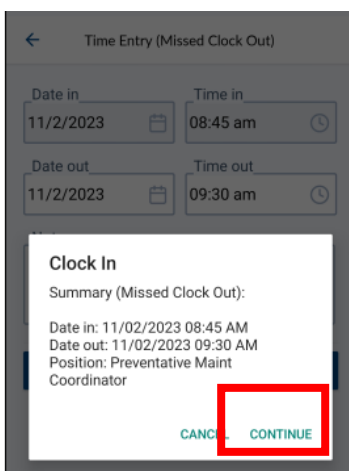 Time Entry (Missed Clock Out)
Date in
Time in
11/2/2023
08:45 am
Date out
Time out
11/2/2023
09:30 am
Clock In
Summary (Missed Clock Out):
Date in: 11/02/2023 08:45 AM
Date out: 11/02/2023 09:30 AM
Position: Preventative Maint
Coordinator
CONTINUE